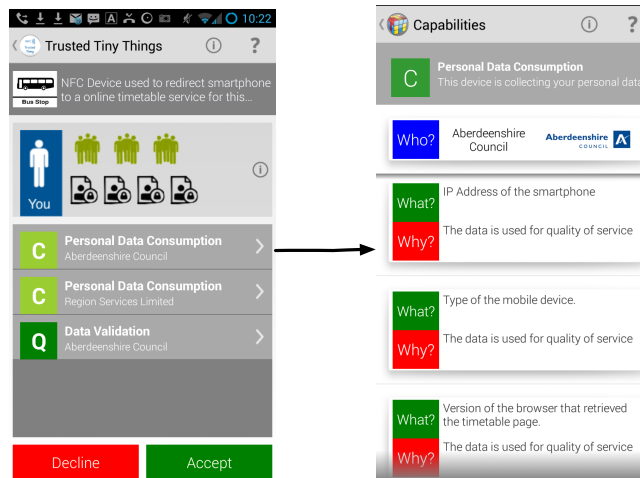 10:22
Trusted Tiny Things
i
?
Bus Stop
NFC Device used to redirect smartphone
to a online timetable service for this...
You
i
C
Personal Data Consumption
Aberdeenshire Council
C
Personal Data Consumption
Region Services Limited
Q
Data Validation
Aberdeenshire Council
Decline
Accept
Capabilities
i
?
C
Personal Data Consumption
This device is collecting your personal data
Who?
Aberdeenshire
Council
Aberdeenshire
COUNCIL
What?
IP Address of the smartphone
Why?
The data is used for quality of service
What?
Type of the mobile device.
Why?
The data is used for quality of service
What?
Version of the browser that retrieved
the timetable page.
Why?
The data is used for quality of service